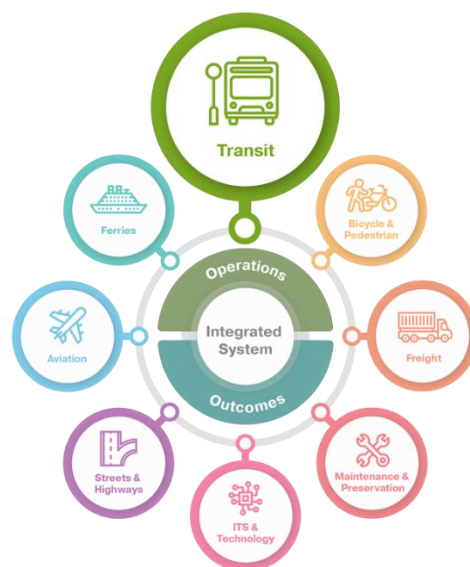 Transit
Ferries
Bicycle &
Pedestrian
Operations
Integrated
System
Aviation
Freight
Outcomes
Streets &
Highways
Maintenance &
Preservation
ITS &
Technology